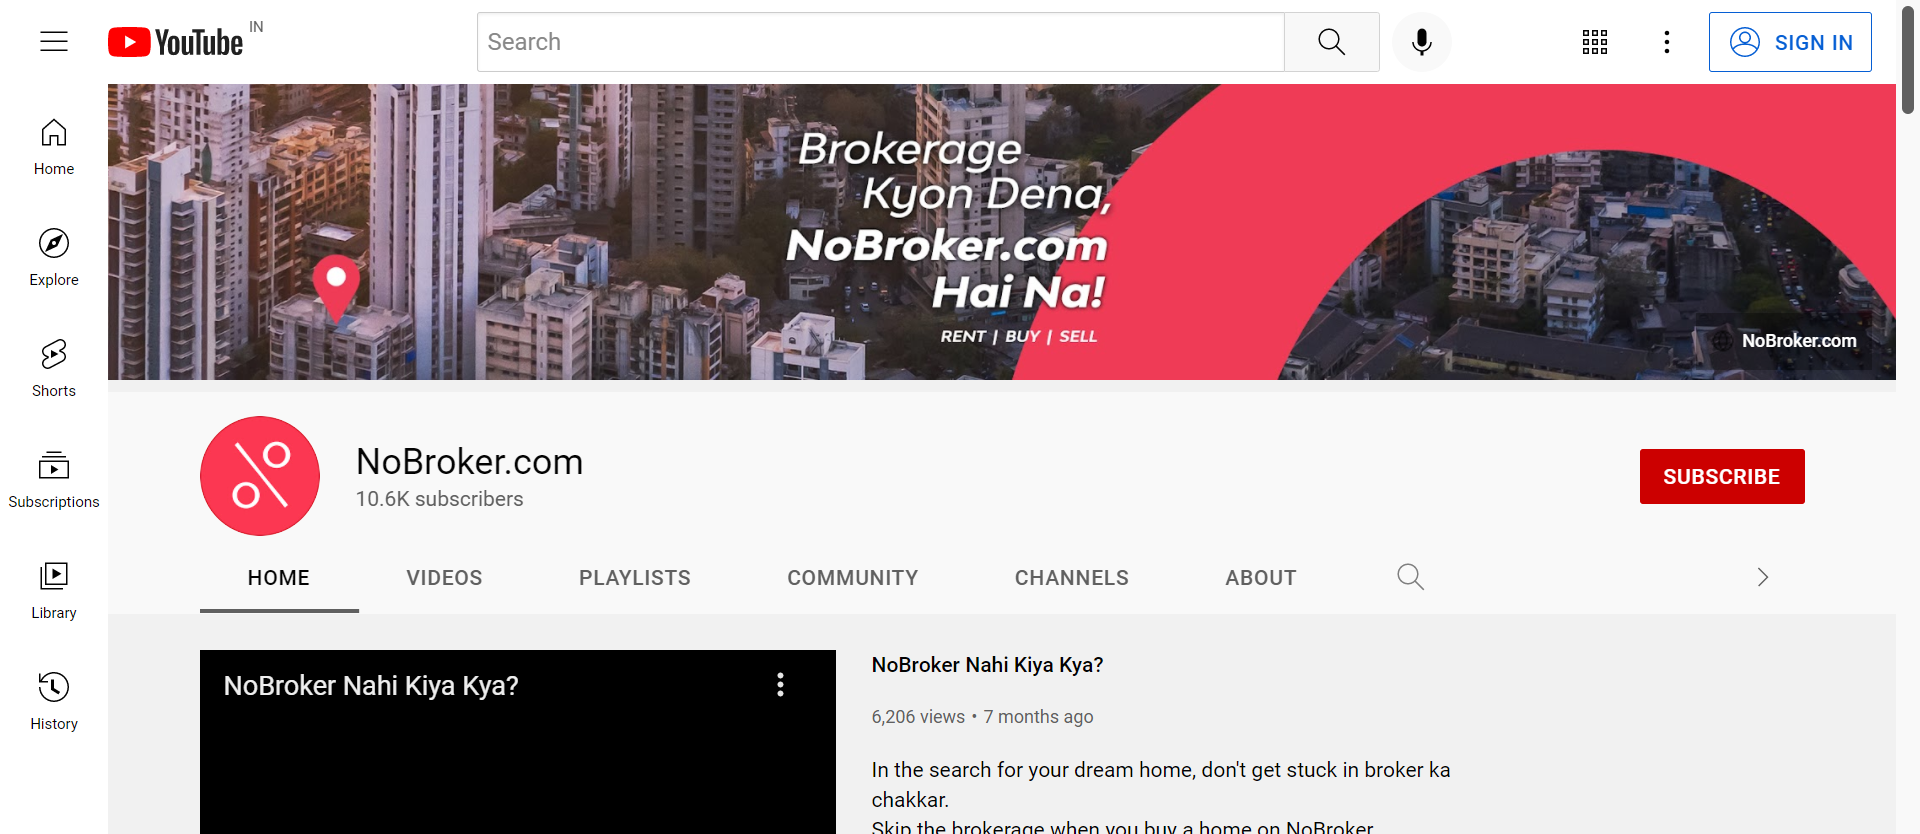 YouTube IN
Search
SIGN IN
Home
Explore
Shorts
Subscriptions
Library
History
Brokerage
Kyon Dena,
NoBroker.com
Hai Na!
RENT | BUY | SELL
NoBroker.com
NoBroker.com
10.6K subscribers
SUBSCRIBE
HOME VIDEOS PLAYLISTS COMMUNITY CHANNELS ABOUT
NoBroker Nahi Kiya Kya?
NoBroker Nahi Kiya Kya?
6,206 views • 7 months ago
In the search for your dream home, don't get stuck in broker ka
chakkar.
Skip the brokerage when you buy a home on NoBroker.